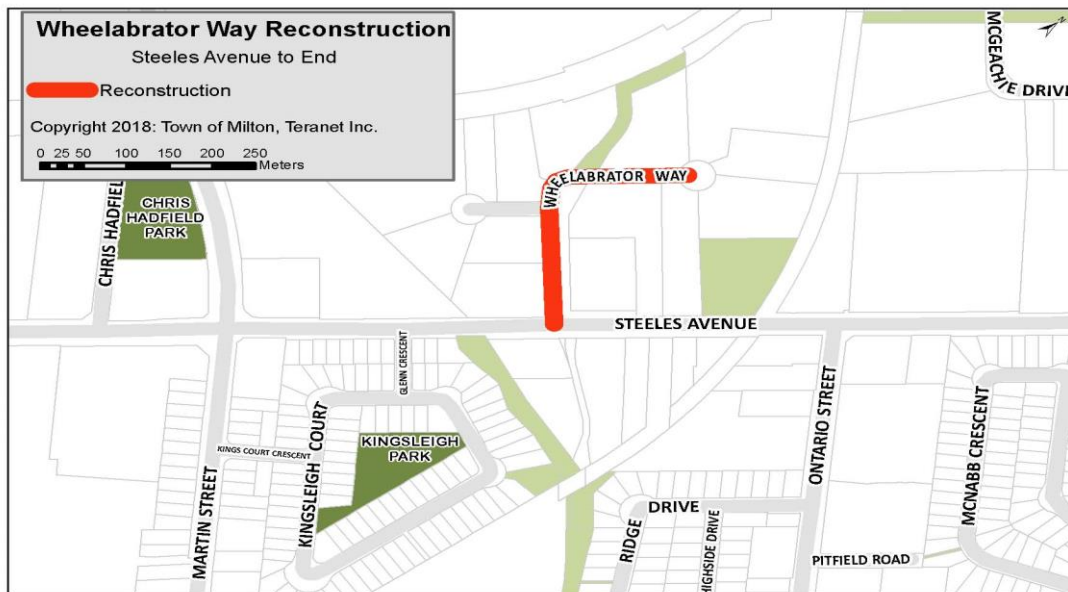 Wheelabrator Way Reconstruction
Steeles Avenue to End
Reconstruction
Copyright 2018: Town of Milton, Teranet Inc.
0 25 50 100 150 200 250
Meters
MCGEACHIE DRIVE
WHEELABRATOR WAY
CHRIS HADFIEL
CHRIS
HADFIELD
PARK
STEELES AVENUE
GLENN CRESCENT
KINGSLEIGH COURT
KINGSLEIGH
PARK
KINGS COURT CRESCENT
MARTIN STREET
ONTARIO STREET
MCNABB CRESCENT
RIDGE DRIVE
HIGHSIDE DRIVE
PITFIELD ROAD